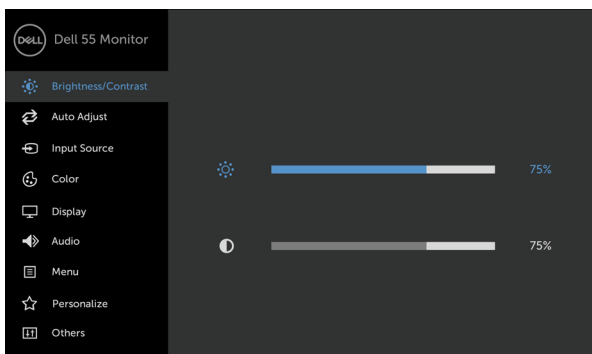 DELL Dell 55 Monitor
Brightness/Contrast
Auto Adjust
Input Source
75%
Color
Display
Audio
75%
Menu
Personalize
Others